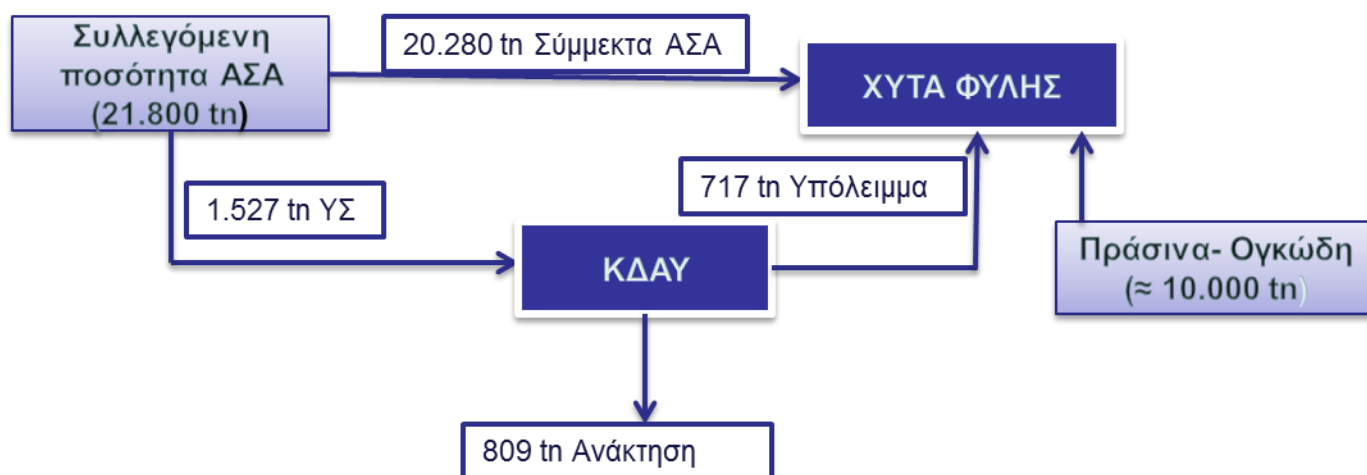 Συλλεγόμενη
ποσότητα ΑΣΑ
(21.800 tn)
20.280 tn Σύμμεκτα ΑΣΑ
ΧΥΤΑ ΦΥΛΗΣ
1.527 tn ΥΣ
717 tn Υπόλειμμα
ΚΔΑΥ
Πράσινα- Ογκώδη
(≈ 10.000 tn)
809 tn Ανάκτηση